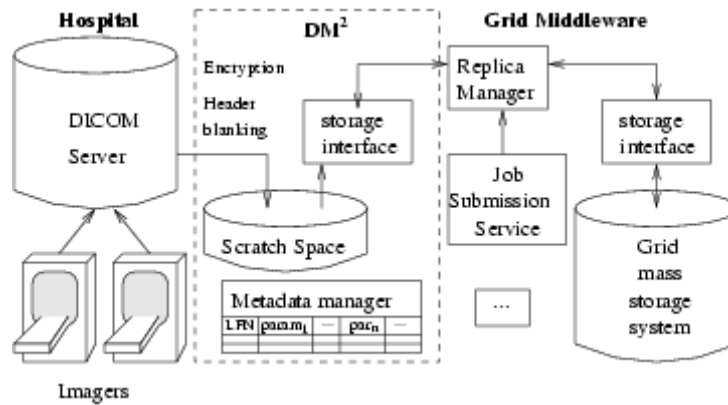 Hospital
DM²
Grid Middleware
DICOM
Server
Imagers
Encryption
Header
blanking
storage
interface
Scratch Space
Metadata manager
LFN param₁ ... parₙ ...
Replica
Manager
Job
Submission
Service
...
storage
interface
Grid
mass
storage
system